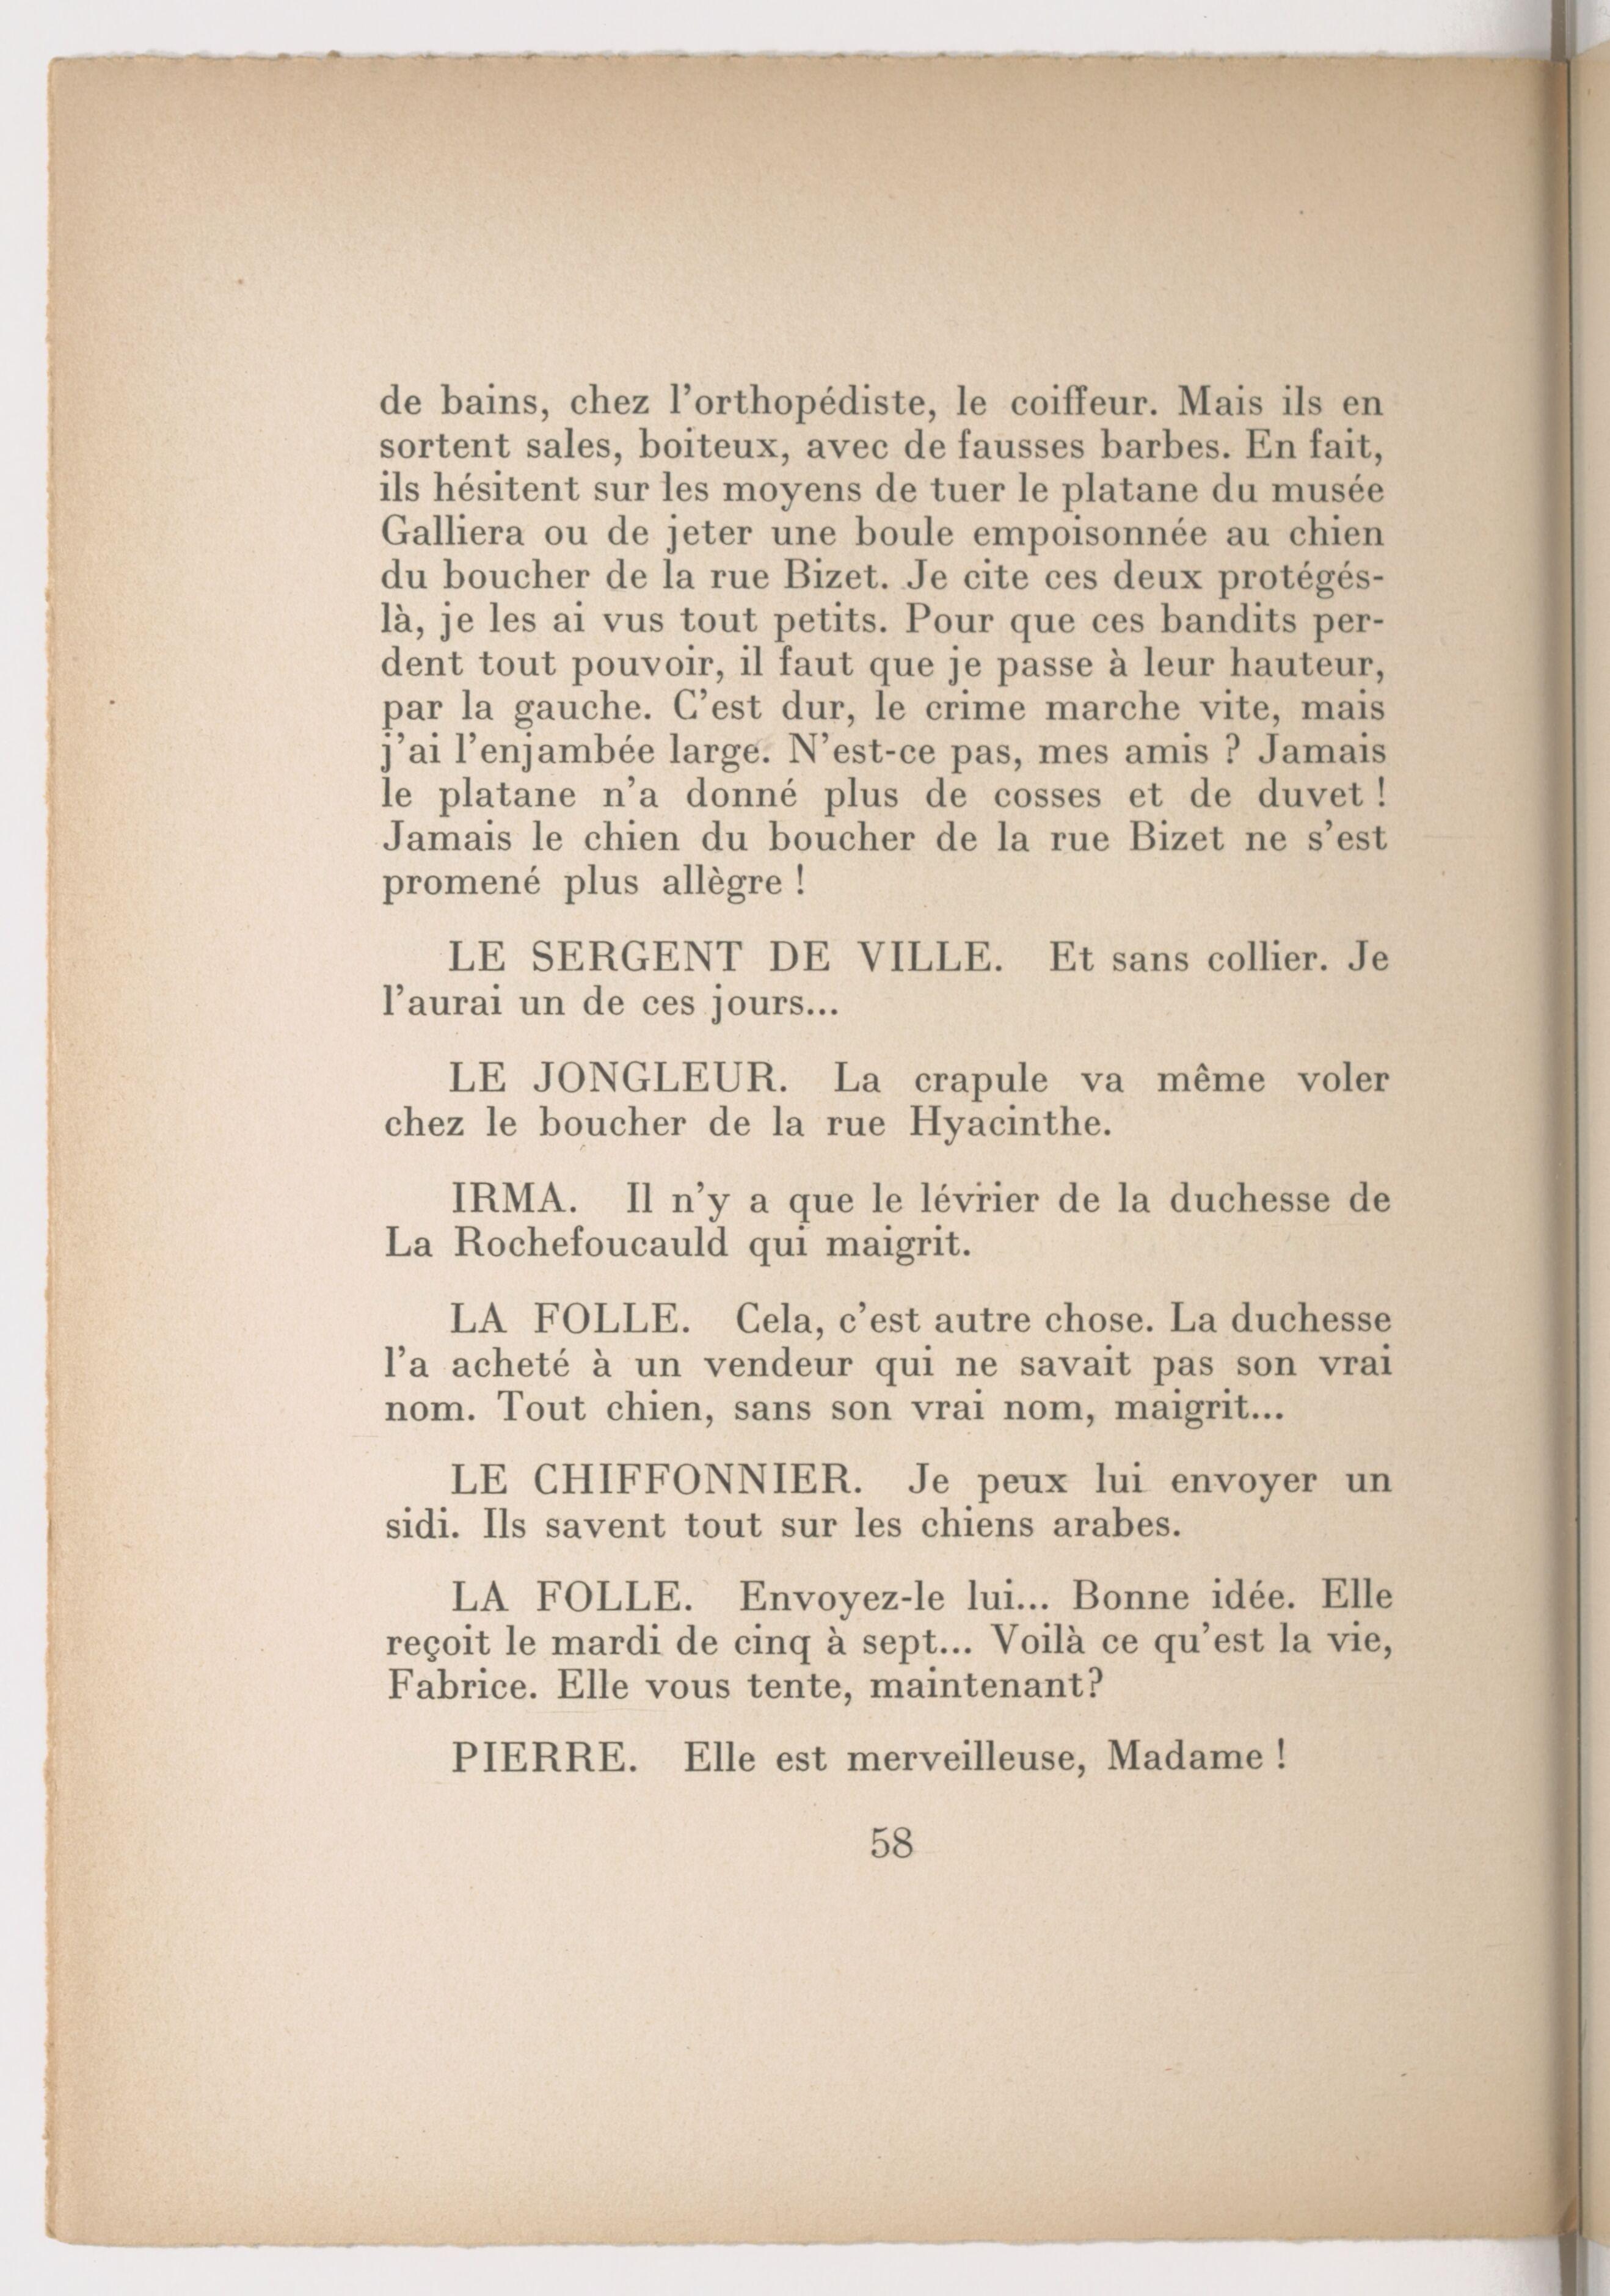 de bains, chez l'orthopédiste, le coiffeur. Mais ils en
sortent sales, boiteux, avec de fausses barbes. En fait,
ils hésitent sur les moyens de tuer le platane du musée
Galliera ou de jeter une boule empoisonnée au chien
du boucher de la rue Bizet. Je cite ces deux protégés-
là, je les ai vus tout petits. Pour que ces bandits per-
dent tout pouvoir, il faut que je passe à leur hauteur,
par la gauche. C'est dur, le crime marche vite, mais
j'ai l'enjambée large. N'est-ce pas, mes amis ? Jamais
le platane n'a donné plus de cosses et de duvet !
Jamais le chien du boucher de la rue Bizet ne s'est
promené plus allègre !
LE SERGENT DE VILLE. Et sans collier. Je
l'aurai un de ces jours...
LE JONGLEUR. La crapule va même voler
chez le boucher de la rue Hyacinthe.
IRMA. Il n'y a que le lévrier de la duchesse de
La Rochefoucauld qui maigrit.
LA FOLLE. Cela, c'est autre chose. La duchesse
l'a acheté à un vendeur qui ne savait pas son vrai
nom. Tout chien, sans son vrai nom, maigrit...
LE CHIFFONNIER. Je peux lui envoyer un
sidi. Ils savent tout sur les chiens arabes.
LA FOLLE. Envoyez-le lui... Bonne idée. Elle
reçoit le mardi de cinq à sept... Voilà ce qu'est la vie,
Fabrice. Elle vous tente, maintenant?
PIERRE. Elle est merveilleuse, Madame !
58